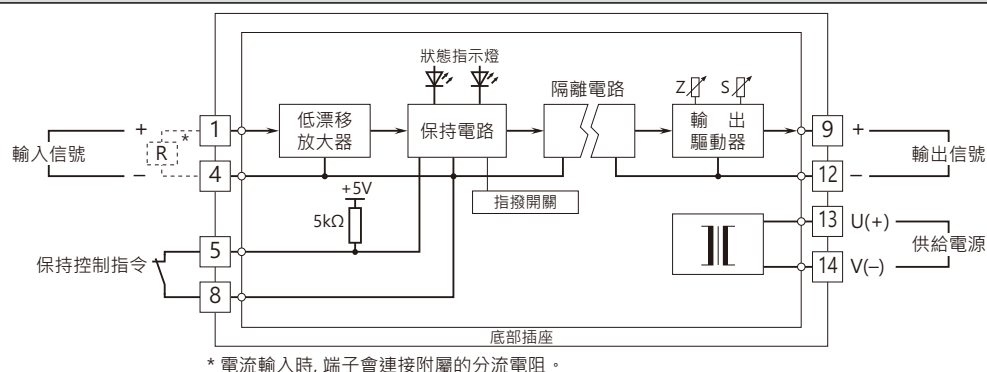 狀態指示燈
隔離電路
Z
S
輸入信號
+
R
*
–
1
4
低漂移
放大器
保持電路
輸 出
驅動器
9
+
12
–
輸出信號
+5V
5kΩ
指撥開關
保持控制指令
5
8
13
U(+)
14
V(–)
供給電源
底部插座
* 電流輸入時, 端子會連接附屬的分流電阻。